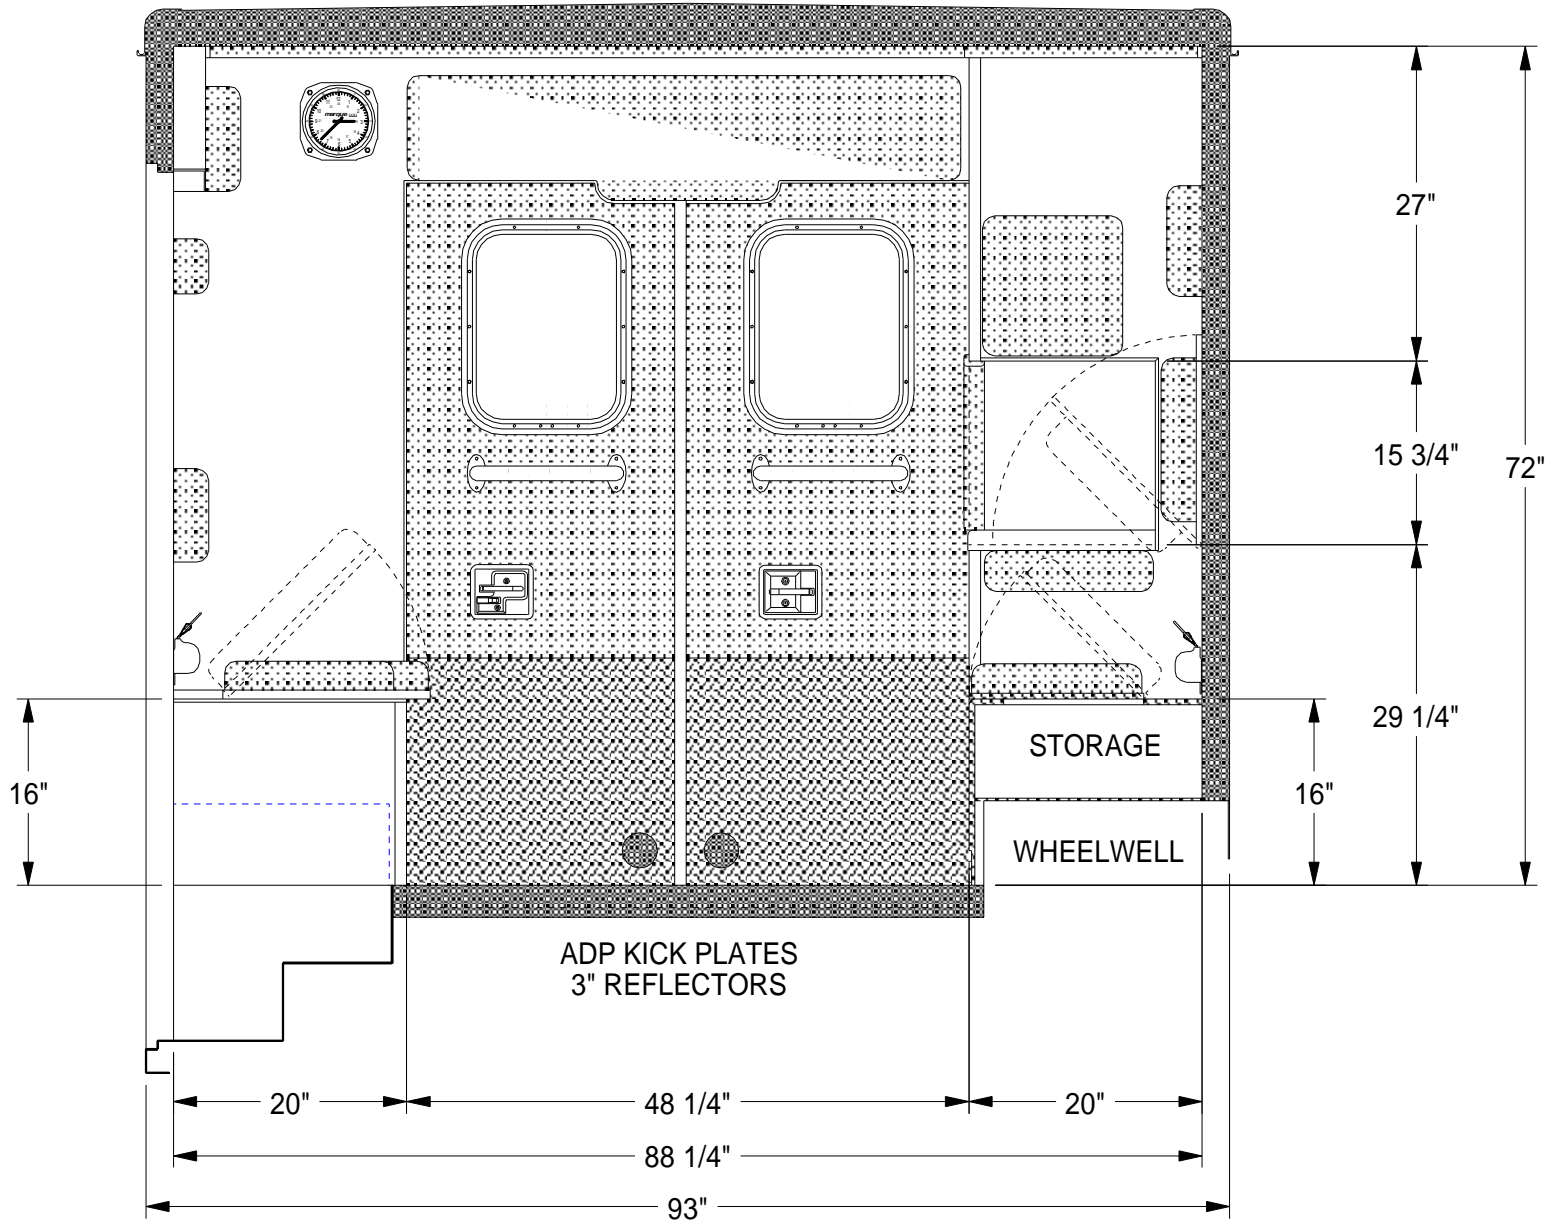 marque
27"
15 3/4"
72"
29 1/4"
STORAGE
16"
16"
WHEELWELL
ADP KICK PLATES
3" REFLECTORS
20"
48 1/4"
20"
88 1/4"
93"